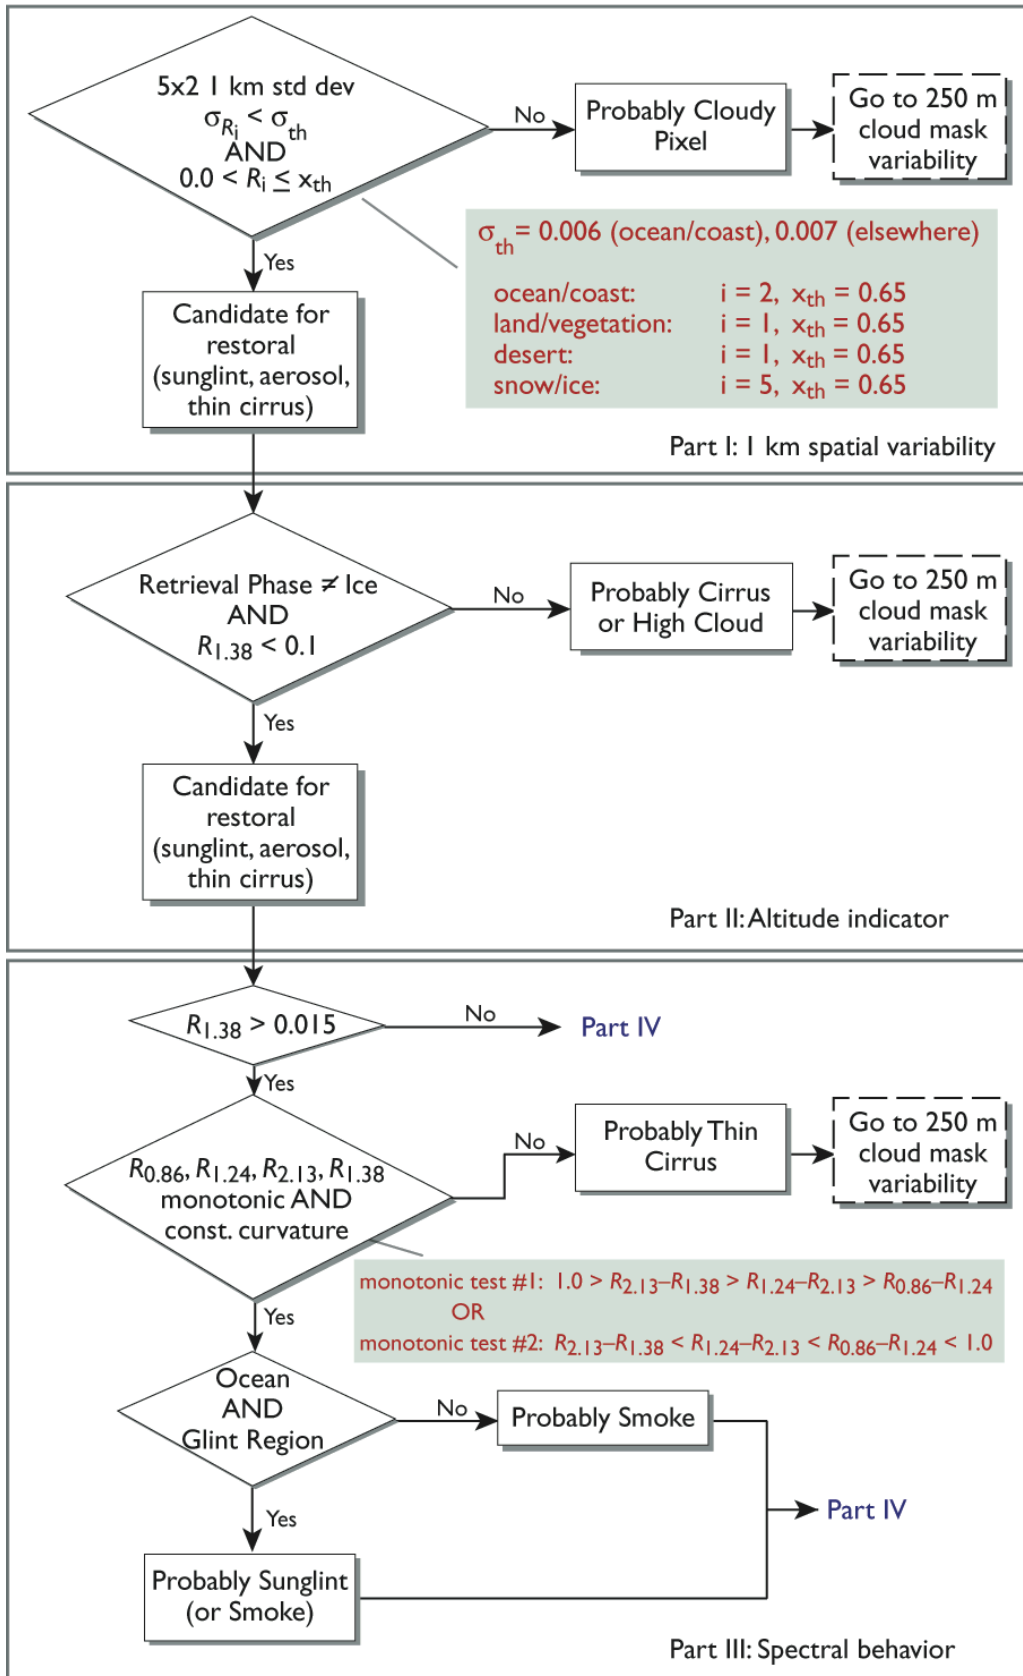 5x2 1 km std dev
σRi < σth
AND
0.0 < Ri ≤ xth
No
Probably Cloudy
Pixel
Go to 250 m
cloud mask
variability
σth = 0.006 (ocean/coast), 0.007 (elsewhere)
ocean/coast: i = 2, xth = 0.65
land/vegetation: i = 1, xth = 0.65
desert: i = 1, xth = 0.65
snow/ice: i = 5, xth = 0.65
Yes
Candidate for
restoral
(sunglint, aerosol,
thin cirrus)
Part I: 1 km spatial variability
Retrieval Phase ≠ Ice
AND
R1.38 < 0.1
No
Probably Cirrus
or High Cloud
Go to 250 m
cloud mask
variability
Yes
Candidate for
restoral
(sunglint, aerosol,
thin cirrus)
Part II: Altitude indicator
R1.38 > 0.015
No
Part IV
Yes
R0.86, R1.24, R2.13, R1.38
monotonic AND
const. curvature
No
Probably Thin
Cirrus
Go to 250 m
cloud mask
variability
monotonic test #1: 1.0 > R2.13–R1.38 > R1.24–R2.13 > R0.86–R1.24
OR
monotonic test #2: R2.13–R1.38 < R1.24–R2.13 < R0.86–R1.24 < 1.0
Yes
Ocean
AND
Glint Region
No
Probably Smoke
Part IV
Yes
Probably Sunglint
(or Smoke)
Part III: Spectral behavior